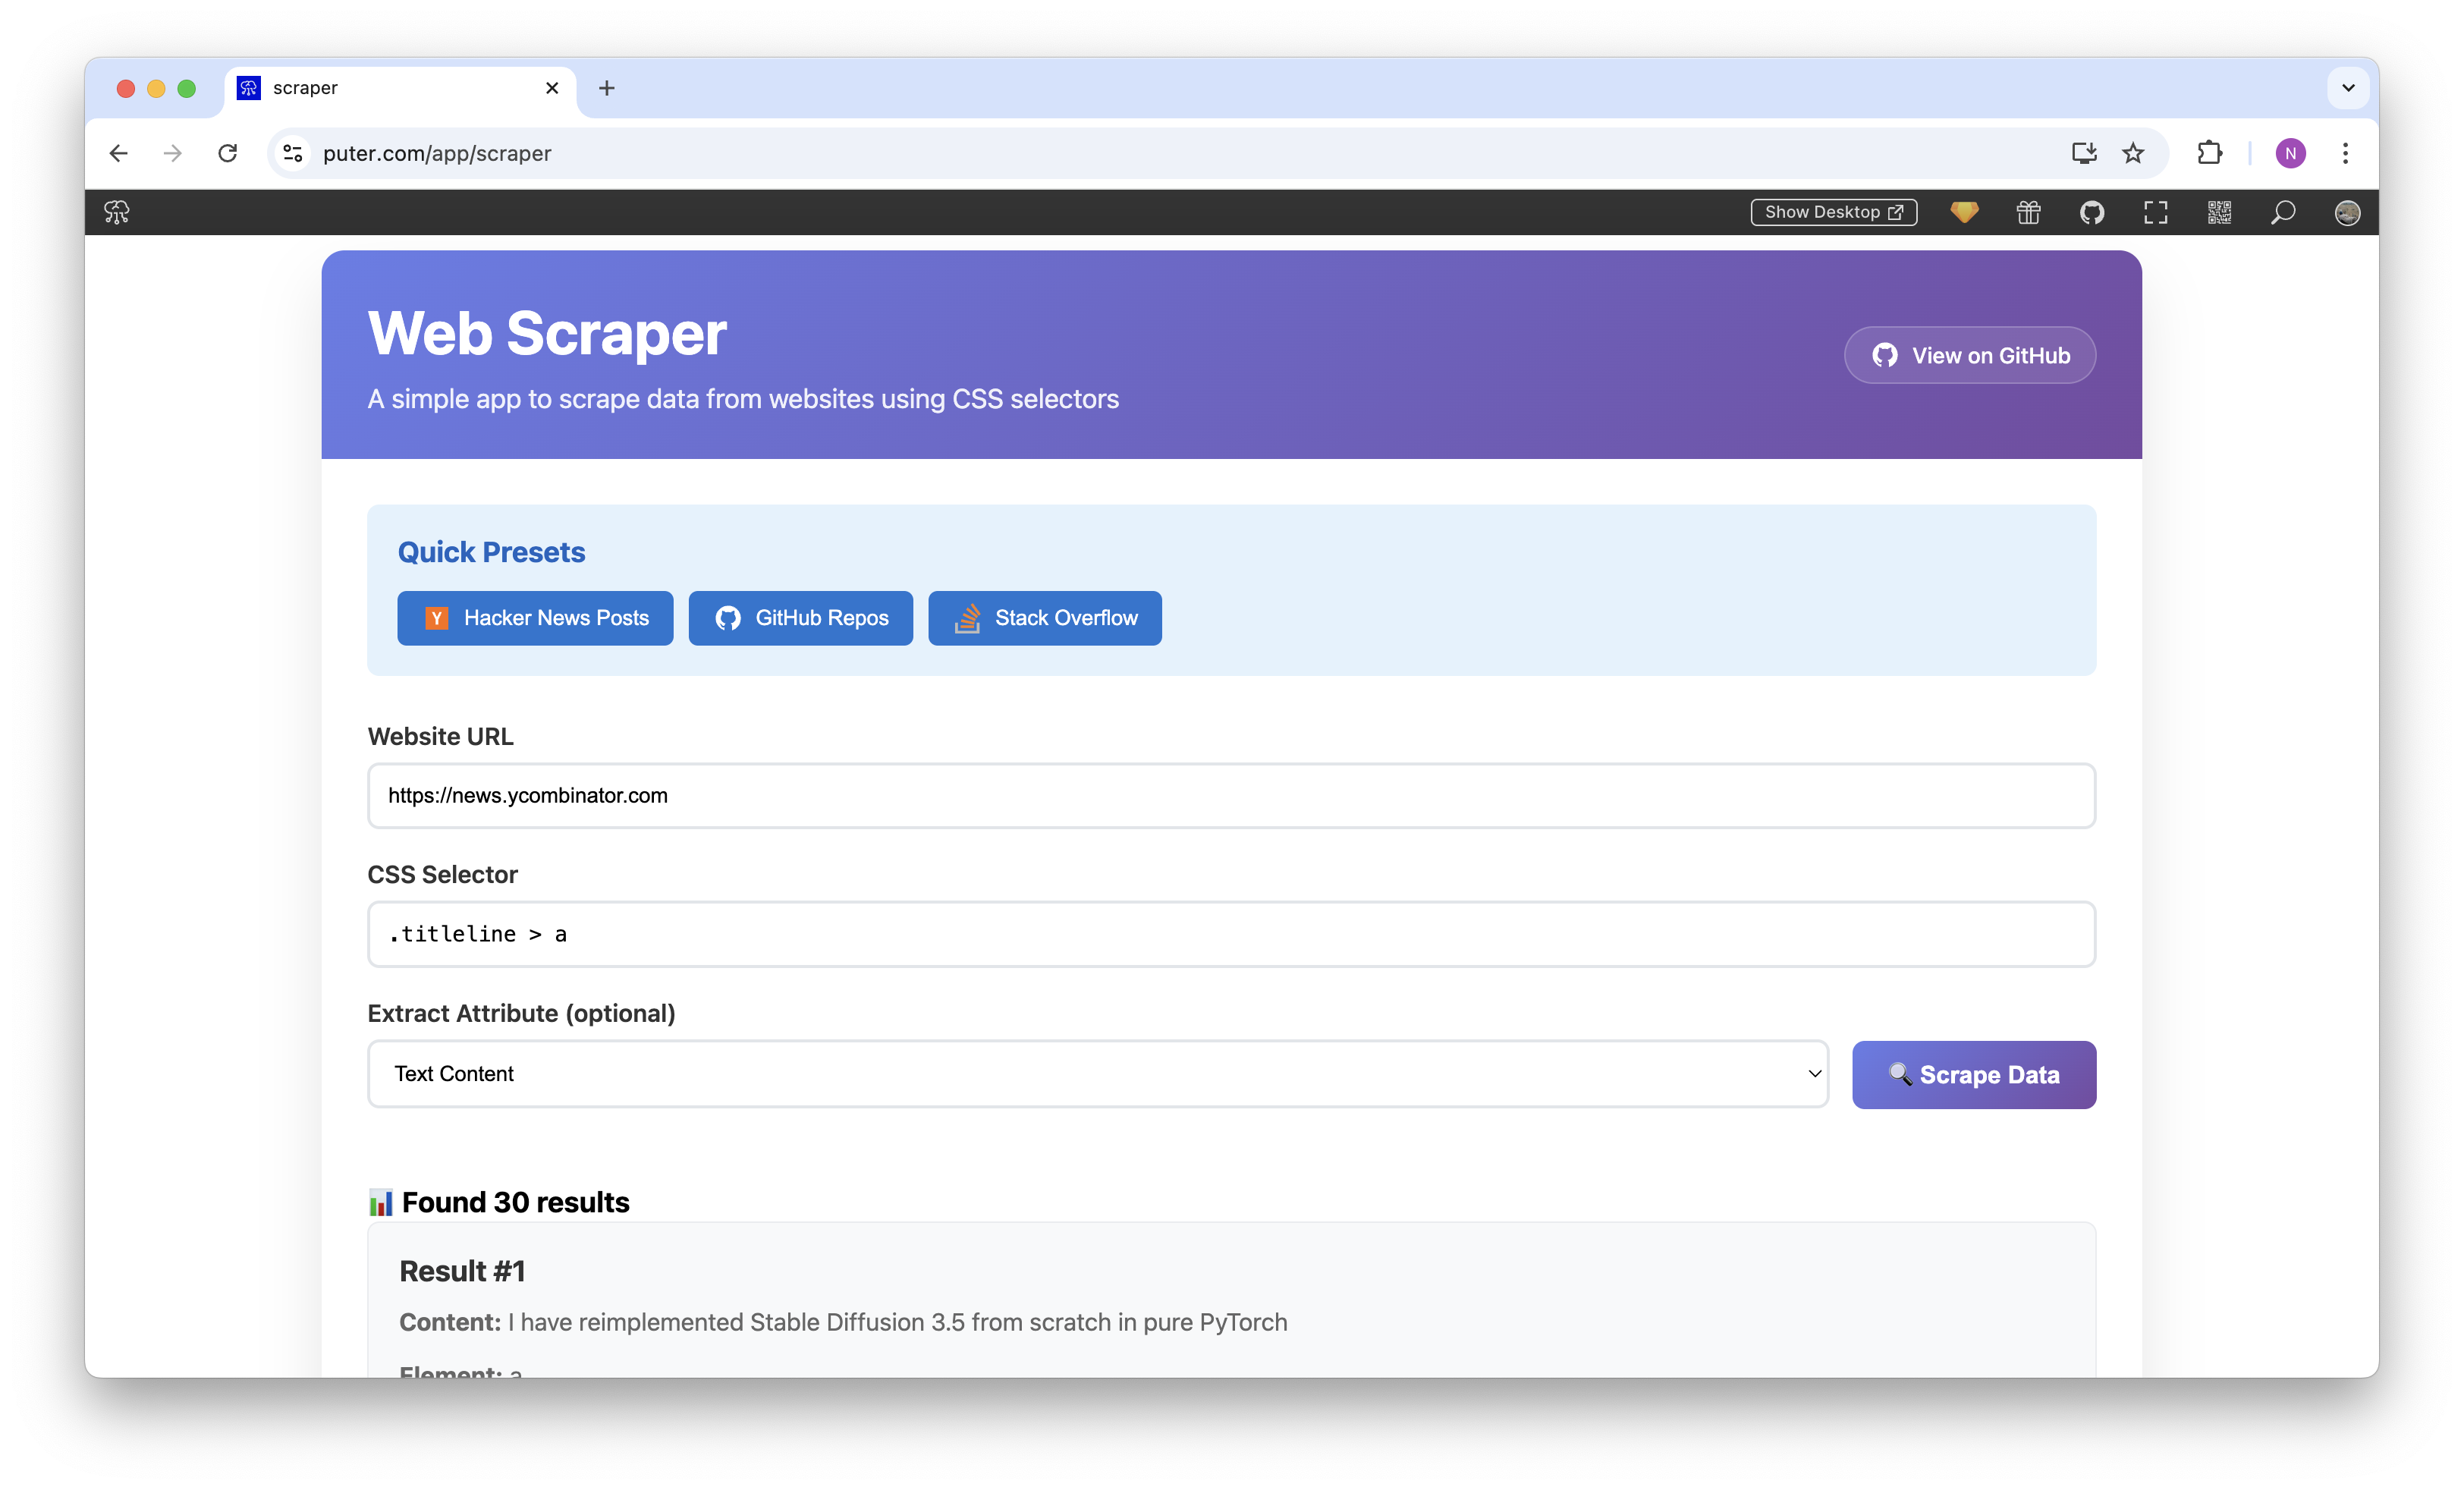 scraper
puter.com/app/scraper
N
Show Desktop
Web Scraper
A simple app to scrape data from websites using CSS selectors
View on GitHub
Quick Presets
Y Hacker News Posts
GitHub Repos
Stack Overflow
Website URL
https://news.ycombinator.com
CSS Selector
.titleline > a
Extract Attribute (optional)
Text Content
Scrape Data
Found 30 results
Result #1
Content: I have reimplemented Stable Diffusion 3.5 from scratch in pure PyTorch
Element: a